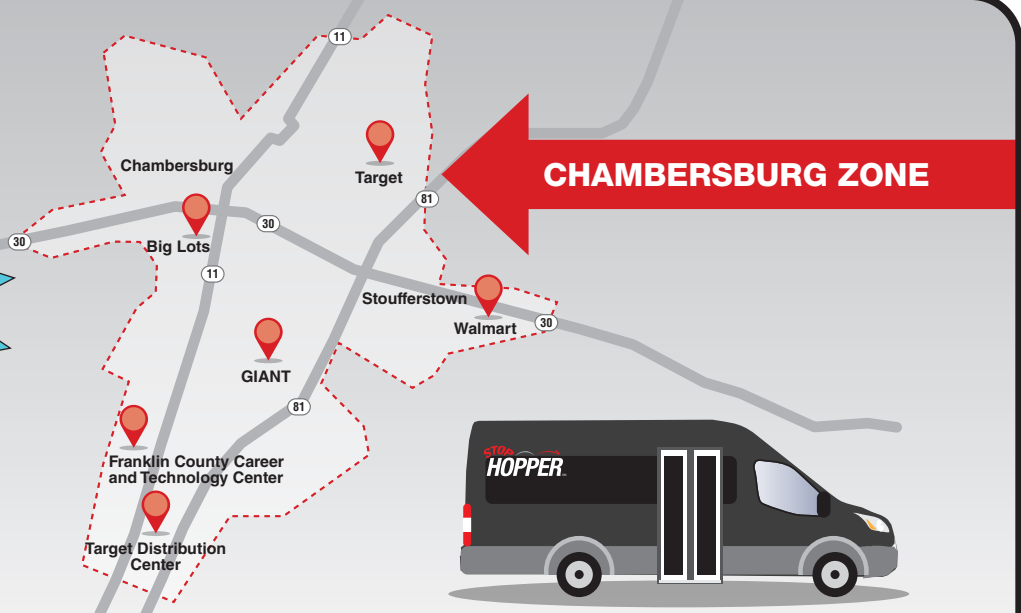 11
Chambersburg
Target
CHAMBERSBURG ZONE
81
30
30
Big Lots
11
Stoufferstown
Walmart
30
GIANT
81
Franklin County Career
and Technology Center
Target Distribution
Center
STOP
HOPPER